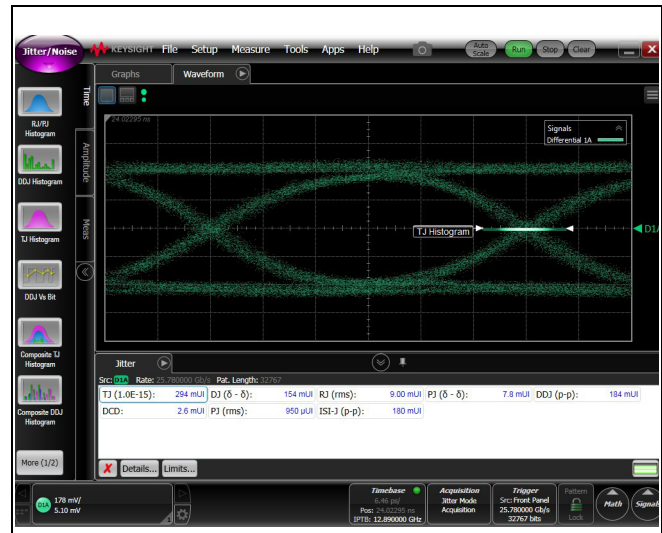 Jitter/Noise
KEYSIGHT File Setup Measure Tools Apps Help
Auto Scale Run Stop Clear
Graphs Waveform
Time
Amplitude
Meas
RJ/PJ
Histogram
DDJ Histogram
TJ Histogram
DDJ Vs Bit
Composite TJ
Histogram
Composite DDJ
Histogram
More (1/2)
24.02295 ns
Signals
Differential 1A
TJ Histogram
D1A
Jitter
Src: D1A Rate: 25.780000 Gb/s Pat. Length: 32767
TJ (1.0E-15): 294 mUI DJ (δ - δ): 154 mUI RJ (rms): 9.00 mUI PJ (δ - δ): 7.8 mUI DDJ (p-p): 184 mUI
DCD: 2.6 mUI PJ (rms): 950 µUI ISI-J (p-p): 180 mUI
Details... Limits...
D1A 178 mV/
5.10 mV
Timebase
6.46 ps/
Pos: 24.02295 ns
IPTB: 12.890000 GHz
Acquisition
Jitter Mode
Acquisition
Trigger
Src: Front Panel
25.780000 Gb/s
32767 bits
Pattern
Lock
Math
Signals